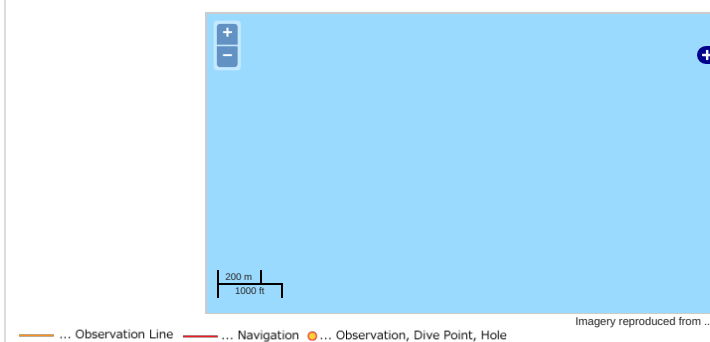 +
−
200 m
1000 ft
Imagery reproduced from ..
... Observation Line ... Navigation ... Observation, Dive Point, Hole